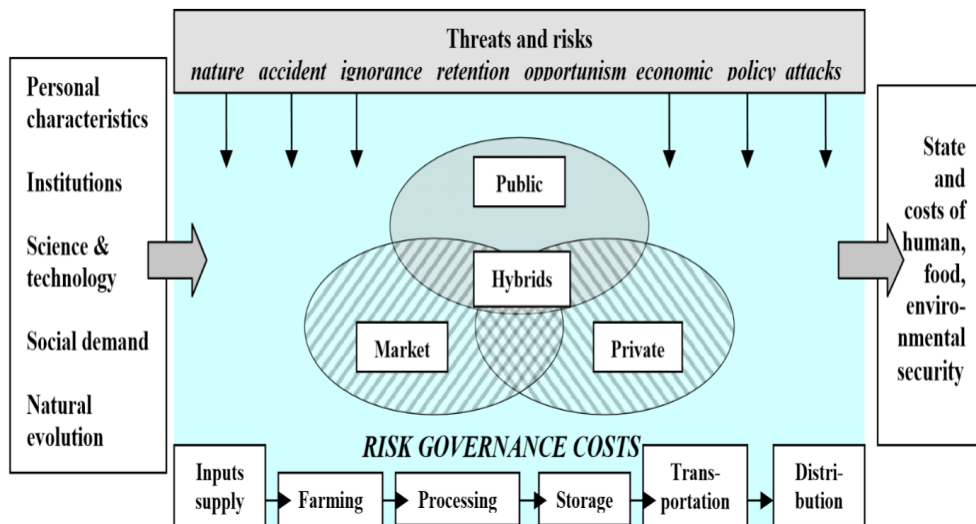 Threats and risks
nature accident ignorance retention opportunism economic policy attacks
Personal
characteristics
Institutions
Science &
technology
Social demand
Natural
evolution
Public
Hybrids
Market
Private
State
and
costs of
human,
food,
enviro-
nmental
security
RISK GOVERNANCE COSTS
Inputs
supply
Farming
Processing
Storage
Trans-
portation
Distri-
bution